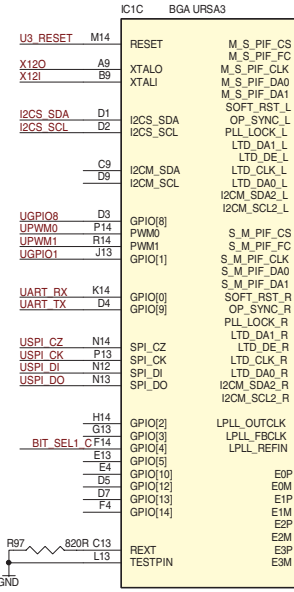 IC1C BGA URSA3
U3_RESET M14 RESET M_S_PIF_CS
M_S_PIF_FC
X12O A9 XTALO M_S_PIF_CLK
X12I B9 XTALI M_S_PIF_DA0
M_S_PIF_DA1
SOFT_RST_L
I2CS_SDA D1 I2CS_SDA OP_SYNC_L
I2CS_SCL D2 I2CS_SCL PLL_LOCK_L
LTD_DA1_L
LTD_DE_L
C9 I2CM_SDA LTD_CLK_L
D9 I2CM_SCL LTD_DA0_L
I2CM_SDA2_L
I2CM_SCL2_L
UGPIO8 D3 GPIO[8]
UPWM0 P14 PWM0 S_M_PIF_CS
UPWM1 R14 PWM1 S_M_PIF_FC
UGPIO1 J13 GPIO[1] S_M_PIF_CLK
S_M_PIF_DA0
S_M_PIF_DA1
UART_RX K14 GPIO[0] SOFT_RST_R
UART_TX D4 GPIO[9] OP_SYNC_R
PLL_LOCK_R
LTD_DA1_R
USPI_CZ N14 SPI_CZ LTD_DE_R
USPI_CK P13 SPI_CK LTD_CLK_R
USPI_DI N12 SPI_DI LTD_DA0_R
USPI_DO N13 SPI_DO I2CM_SDA2_R
I2CM_SCL2_R
H14 GPIO[2] LPLL_OUTCLK
G13 GPIO[3] LPLL_FBCLK
BIT_SEL1_C F14 GPIO[4] LPLL_REFIN
E13 GPIO[5]
E4 GPIO[10] E0P
D5 GPIO[12] E0M
D7 GPIO[13] E1P
F4 GPIO[14] E1M
E2P
E2M
R97 820R C13 REXT E3P
L13 TESTPIN E3M
GND